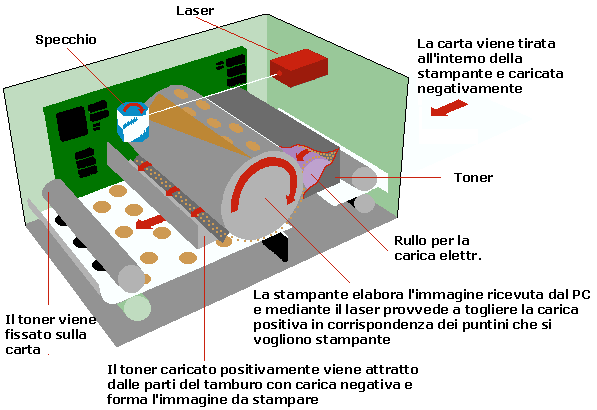 Laser
Specchio
La carta viene tirata
all'interno della
stampante e caricata
negativamente
Toner
Rullo per la
carica elettr.
La stampante elabora l'immagine ricevuta dal PC
e mediante il laser provvede a togliere la carica
positiva in corrispondenza dei puntini che si
vogliono stampante
Il toner viene
fissato sulla
carta
Il toner caricato positivamente viene attratto
dalle parti del tamburo con carica negativa e
forma l'immagine da stampare